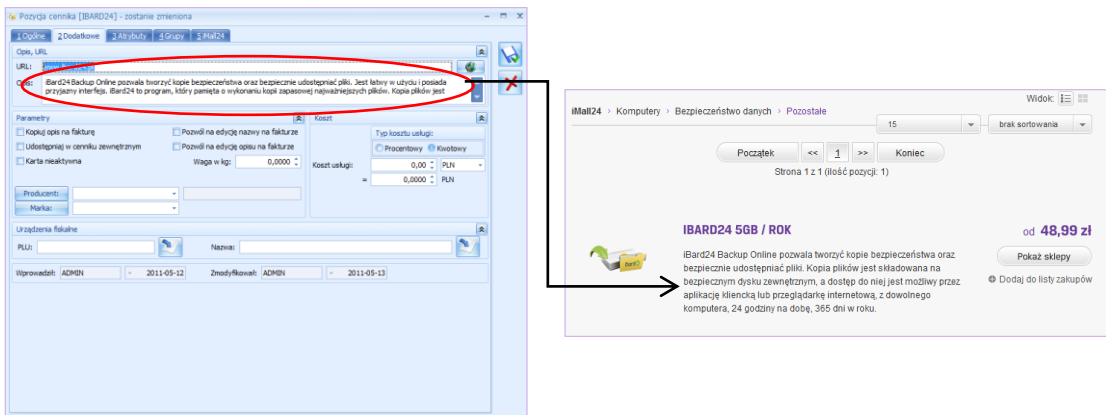 Pozycja cennika [IBARD24] - zostanie zmieniona
1 Ogólne 2 Dodatkowe 3 Atrybuty 4 Grupy 5 iMall24
Opis, URL
URL:
Opis: iBard24 Backup Online pozwala tworzyć kopie bezpieczeństwa oraz bezpiecznie udostępniać pliki. Jest łatwy w użyciu i posiada
przyjazny interfejs. iBard24 to program, który pamięta o wykonaniu kopi zapasowej najważniejszych plików. Kopia plików jest
Parametry
Kopiuj opis na fakturę Pozwól na edycję nazwy na fakturze
Udostępniaj w cenniku zewnętrznym Pozwól na edycję opisu na fakturze
Karta nieaktywna Waga w kg: 0,0000
Producent:
Marka:
Koszt
Typ kosztu usługi:
Procentowy Kwotowy
Koszt usługi: 0,00 PLN
= 0,0000 PLN
Urządzenia fiskalne
PLU: Nazwa:
Wprowadził: ADMIN - 2011-05-12 Zmodyfikował: ADMIN - 2011-05-13
Widok:
iMall24 > Komputery > Bezpieczeństwo danych > Pozostałe
15 brak sortowania
Początek << 1 >> Koniec
Strona 1 z 1 (ilość pozycji: 1)
IBARD24 5GB / ROK
od 48,99 zł
iBard24 Backup Online pozwala tworzyć kopie bezpieczeństwa oraz
bezpiecznie udostępniać pliki. Kopia plików jest składowana na
bezpiecznym dysku zewnętrznym, a dostęp do niej jest możliwy przez
aplikację kliencką lub przeglądarkę internetową, z dowolnego
komputera, 24 godziny na dobę, 365 dni w roku.
Pokaż sklepy
Dodaj do listy zakupów